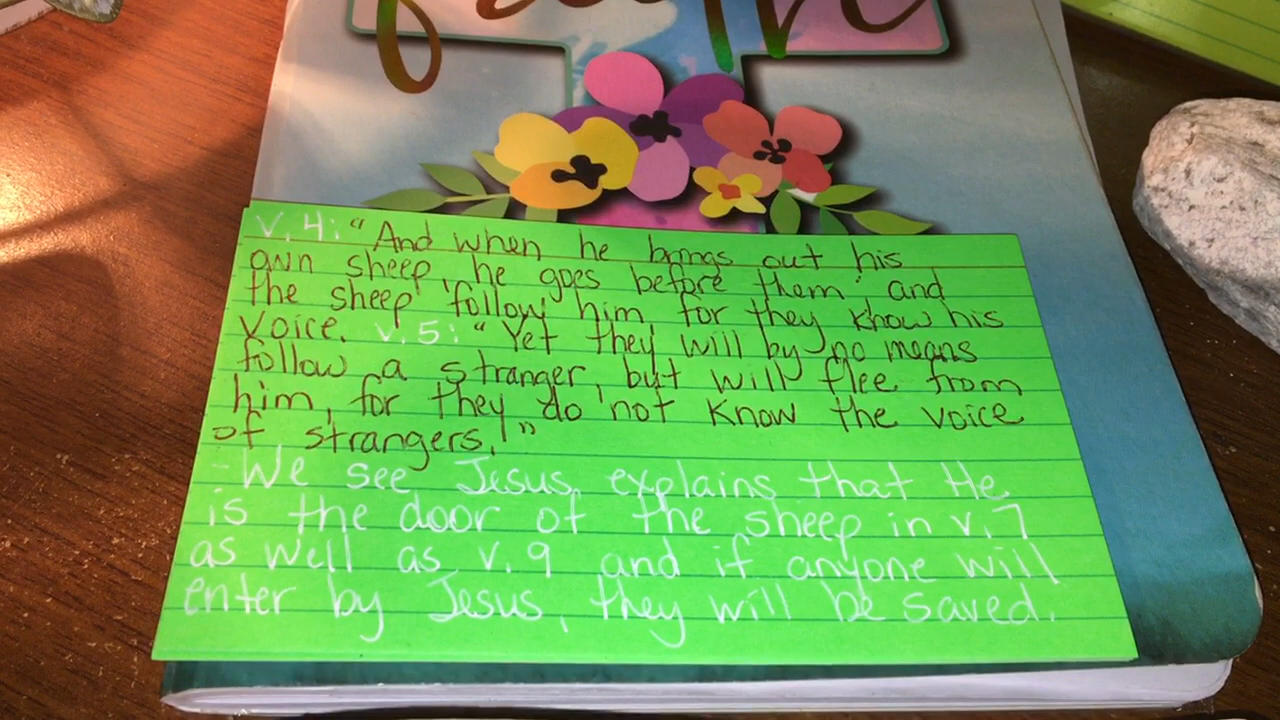 faith
v. 4: "And when he brings out his
own sheep, he goes before them; and
the sheep follow him, for they know his
voice. v. 5: "Yet they will by no means
follow a stranger, but will flee from
him, for they do not know the voice
of strangers."
- We see Jesus explains that He
is the door of the sheep in v. 7
as well as v. 9 and if anyone will
enter by Jesus, they will be saved.